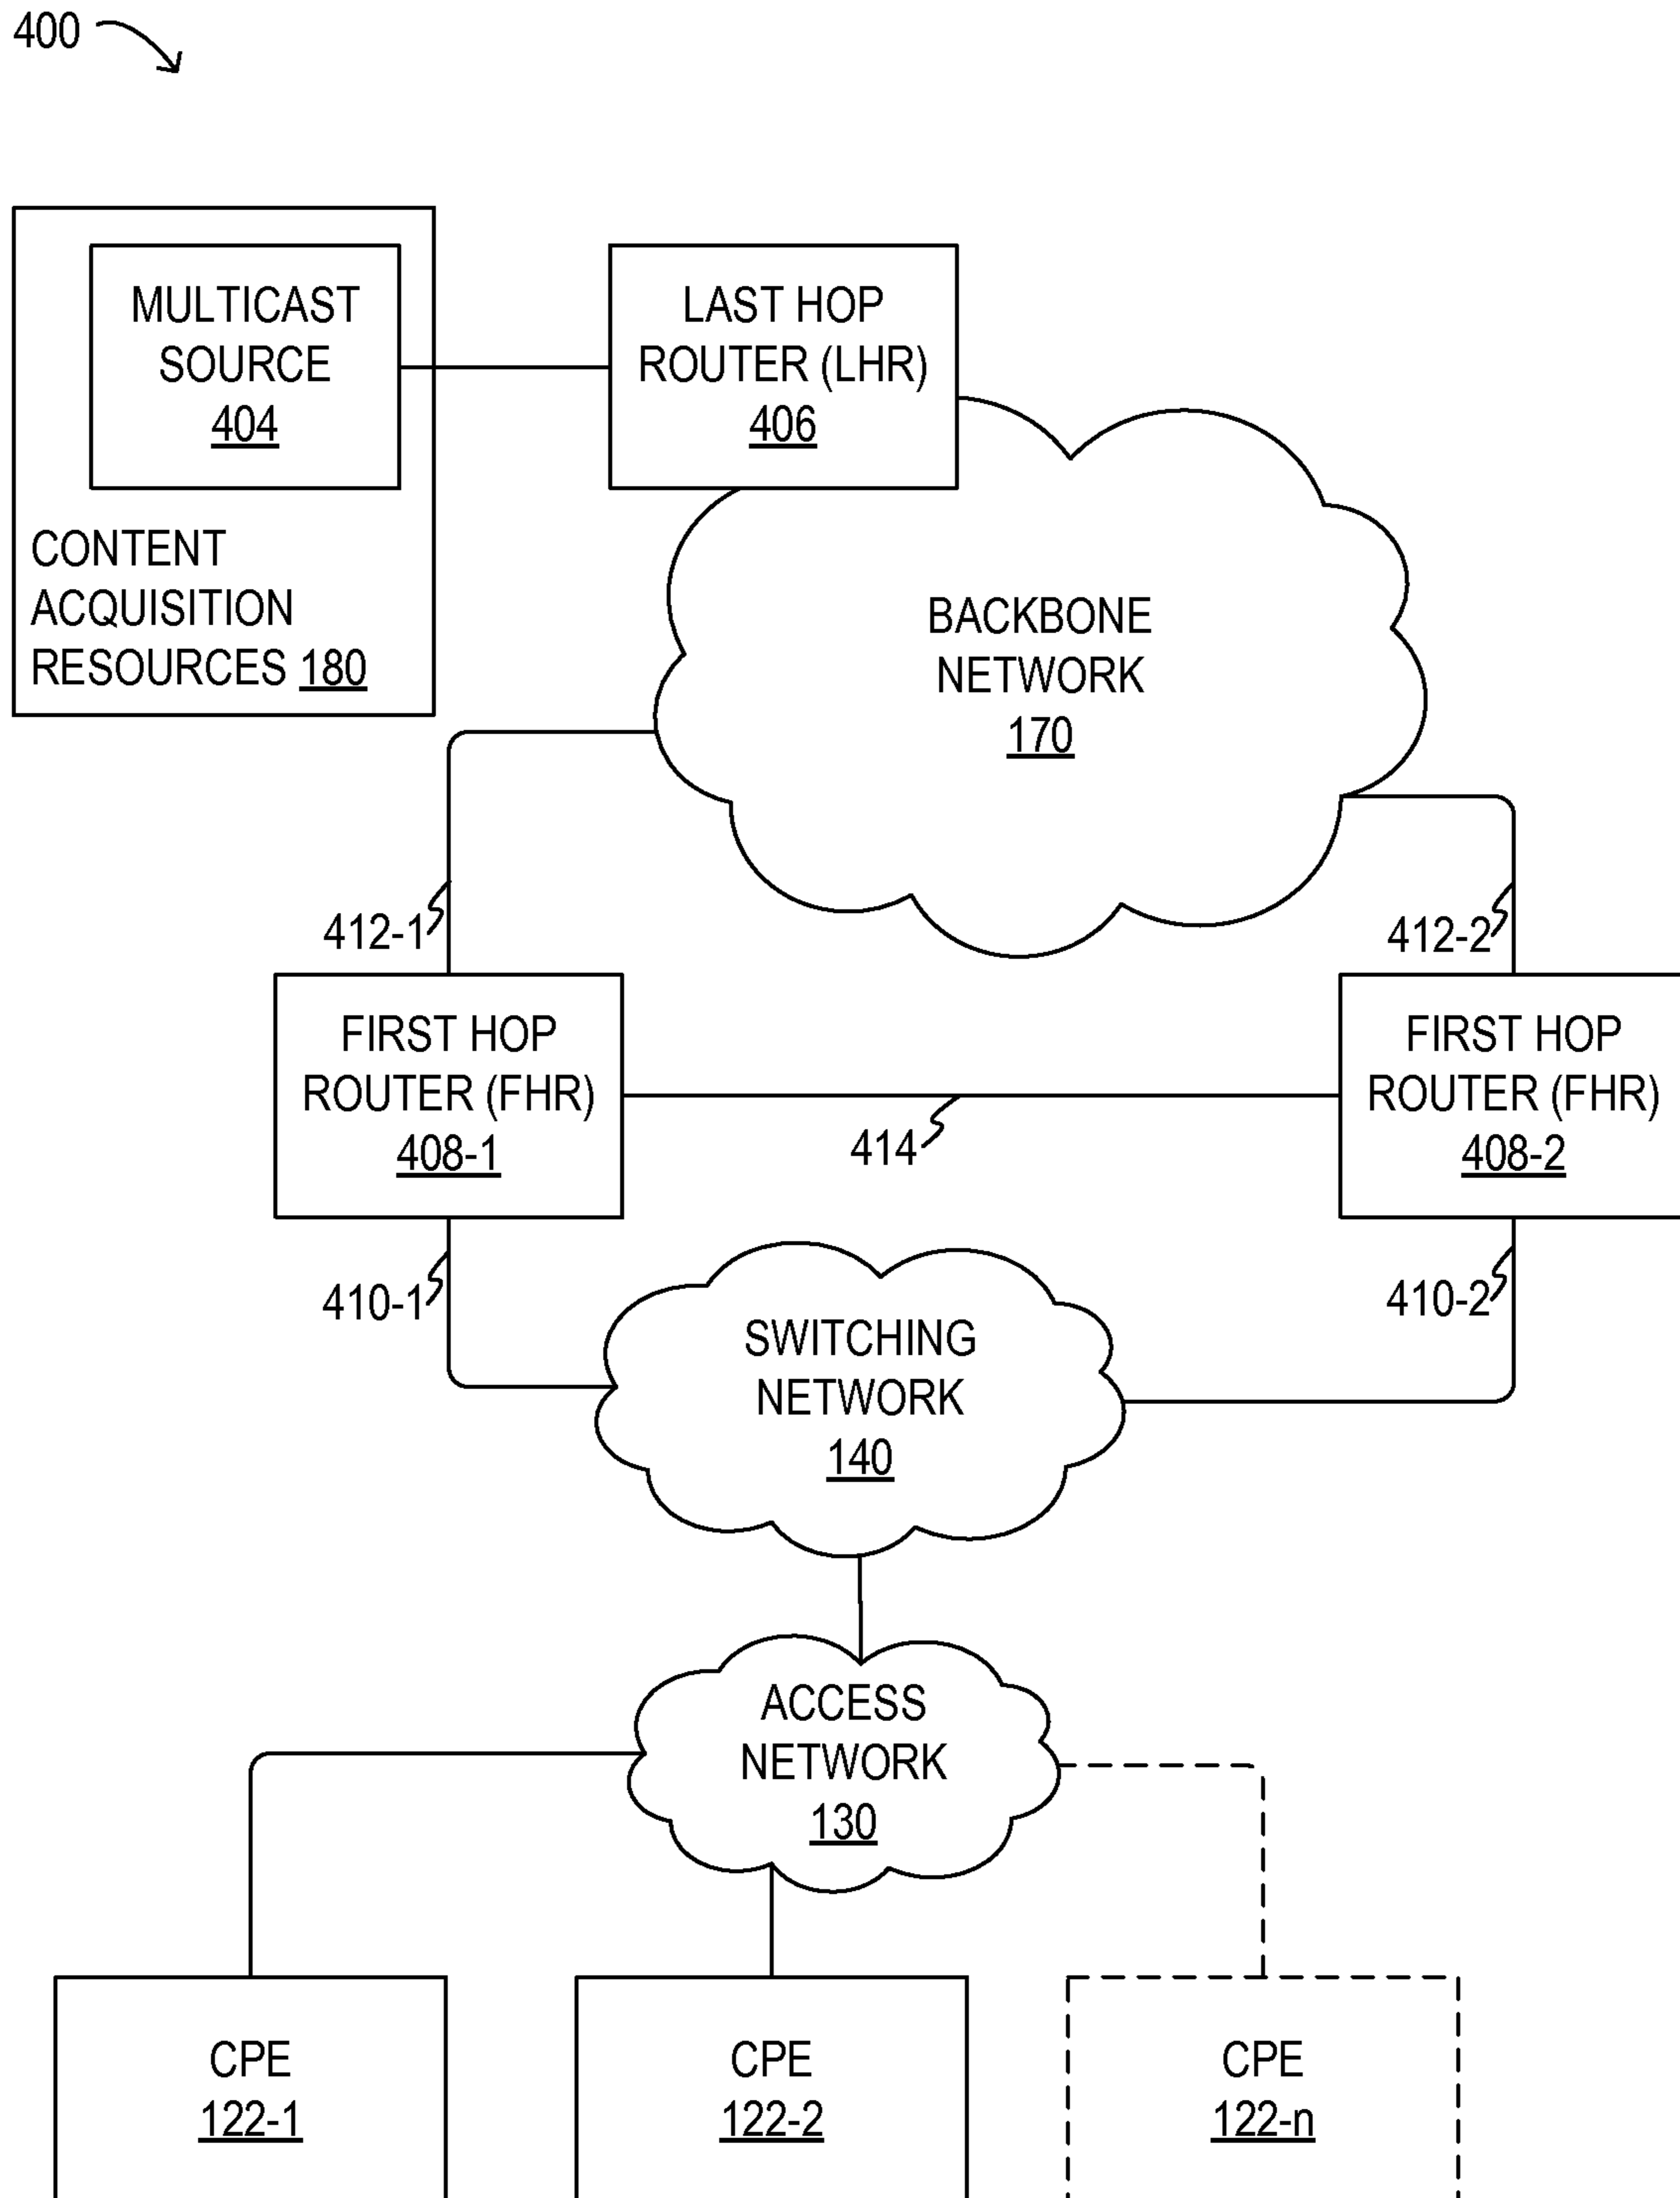 400
MULTICAST
SOURCE
404
LAST HOP
ROUTER (LHR)
406
CONTENT
ACQUISITION
RESOURCES 180
BACKBONE
NETWORK
170
412-1
412-2
FIRST HOP
ROUTER (FHR)
408-1
FIRST HOP
ROUTER (FHR)
408-2
414
410-1
410-2
SWITCHING
NETWORK
140
ACCESS
NETWORK
130
CPE
122-1
CPE
122-2
CPE
122-n